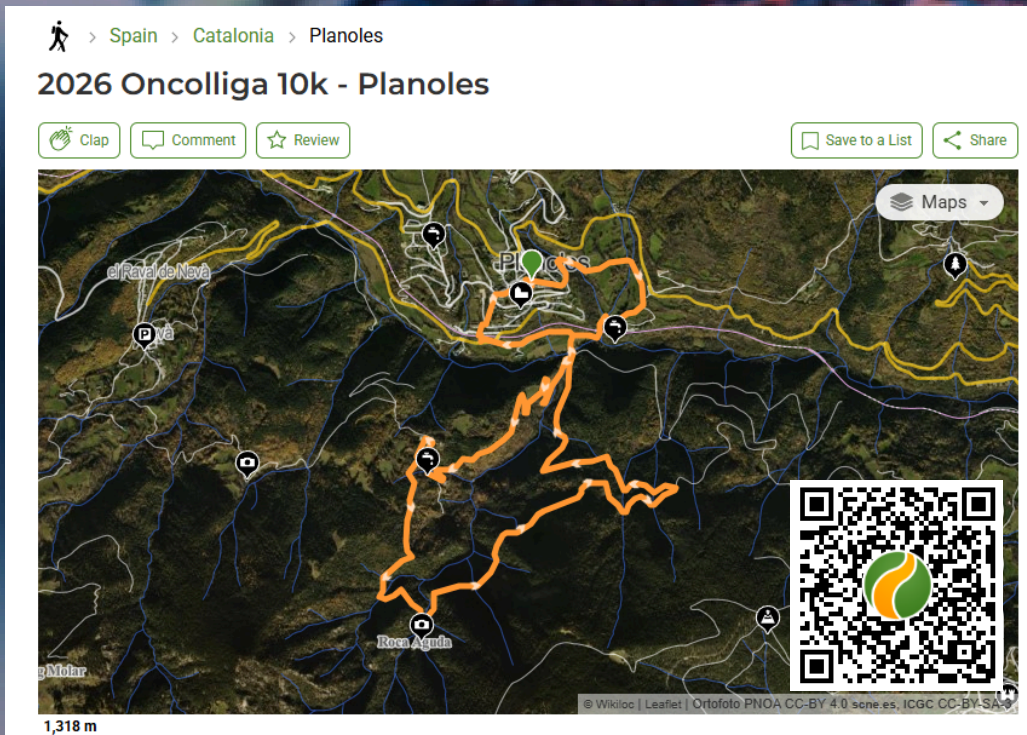 > Spain > Catalonia > Planoles
2026 Oncolliga 10k - Planoles
Clap
Comment
Review
Save to a List
Share
Maps
Planoles
el Raval de Nevà
P
Roca Aguda
g Molar
© Wikiloc | Leaflet | Ortofoto PNOA CC-BY 4.0 scne.es, ICGC CC-BY-SA-3
1,318 m